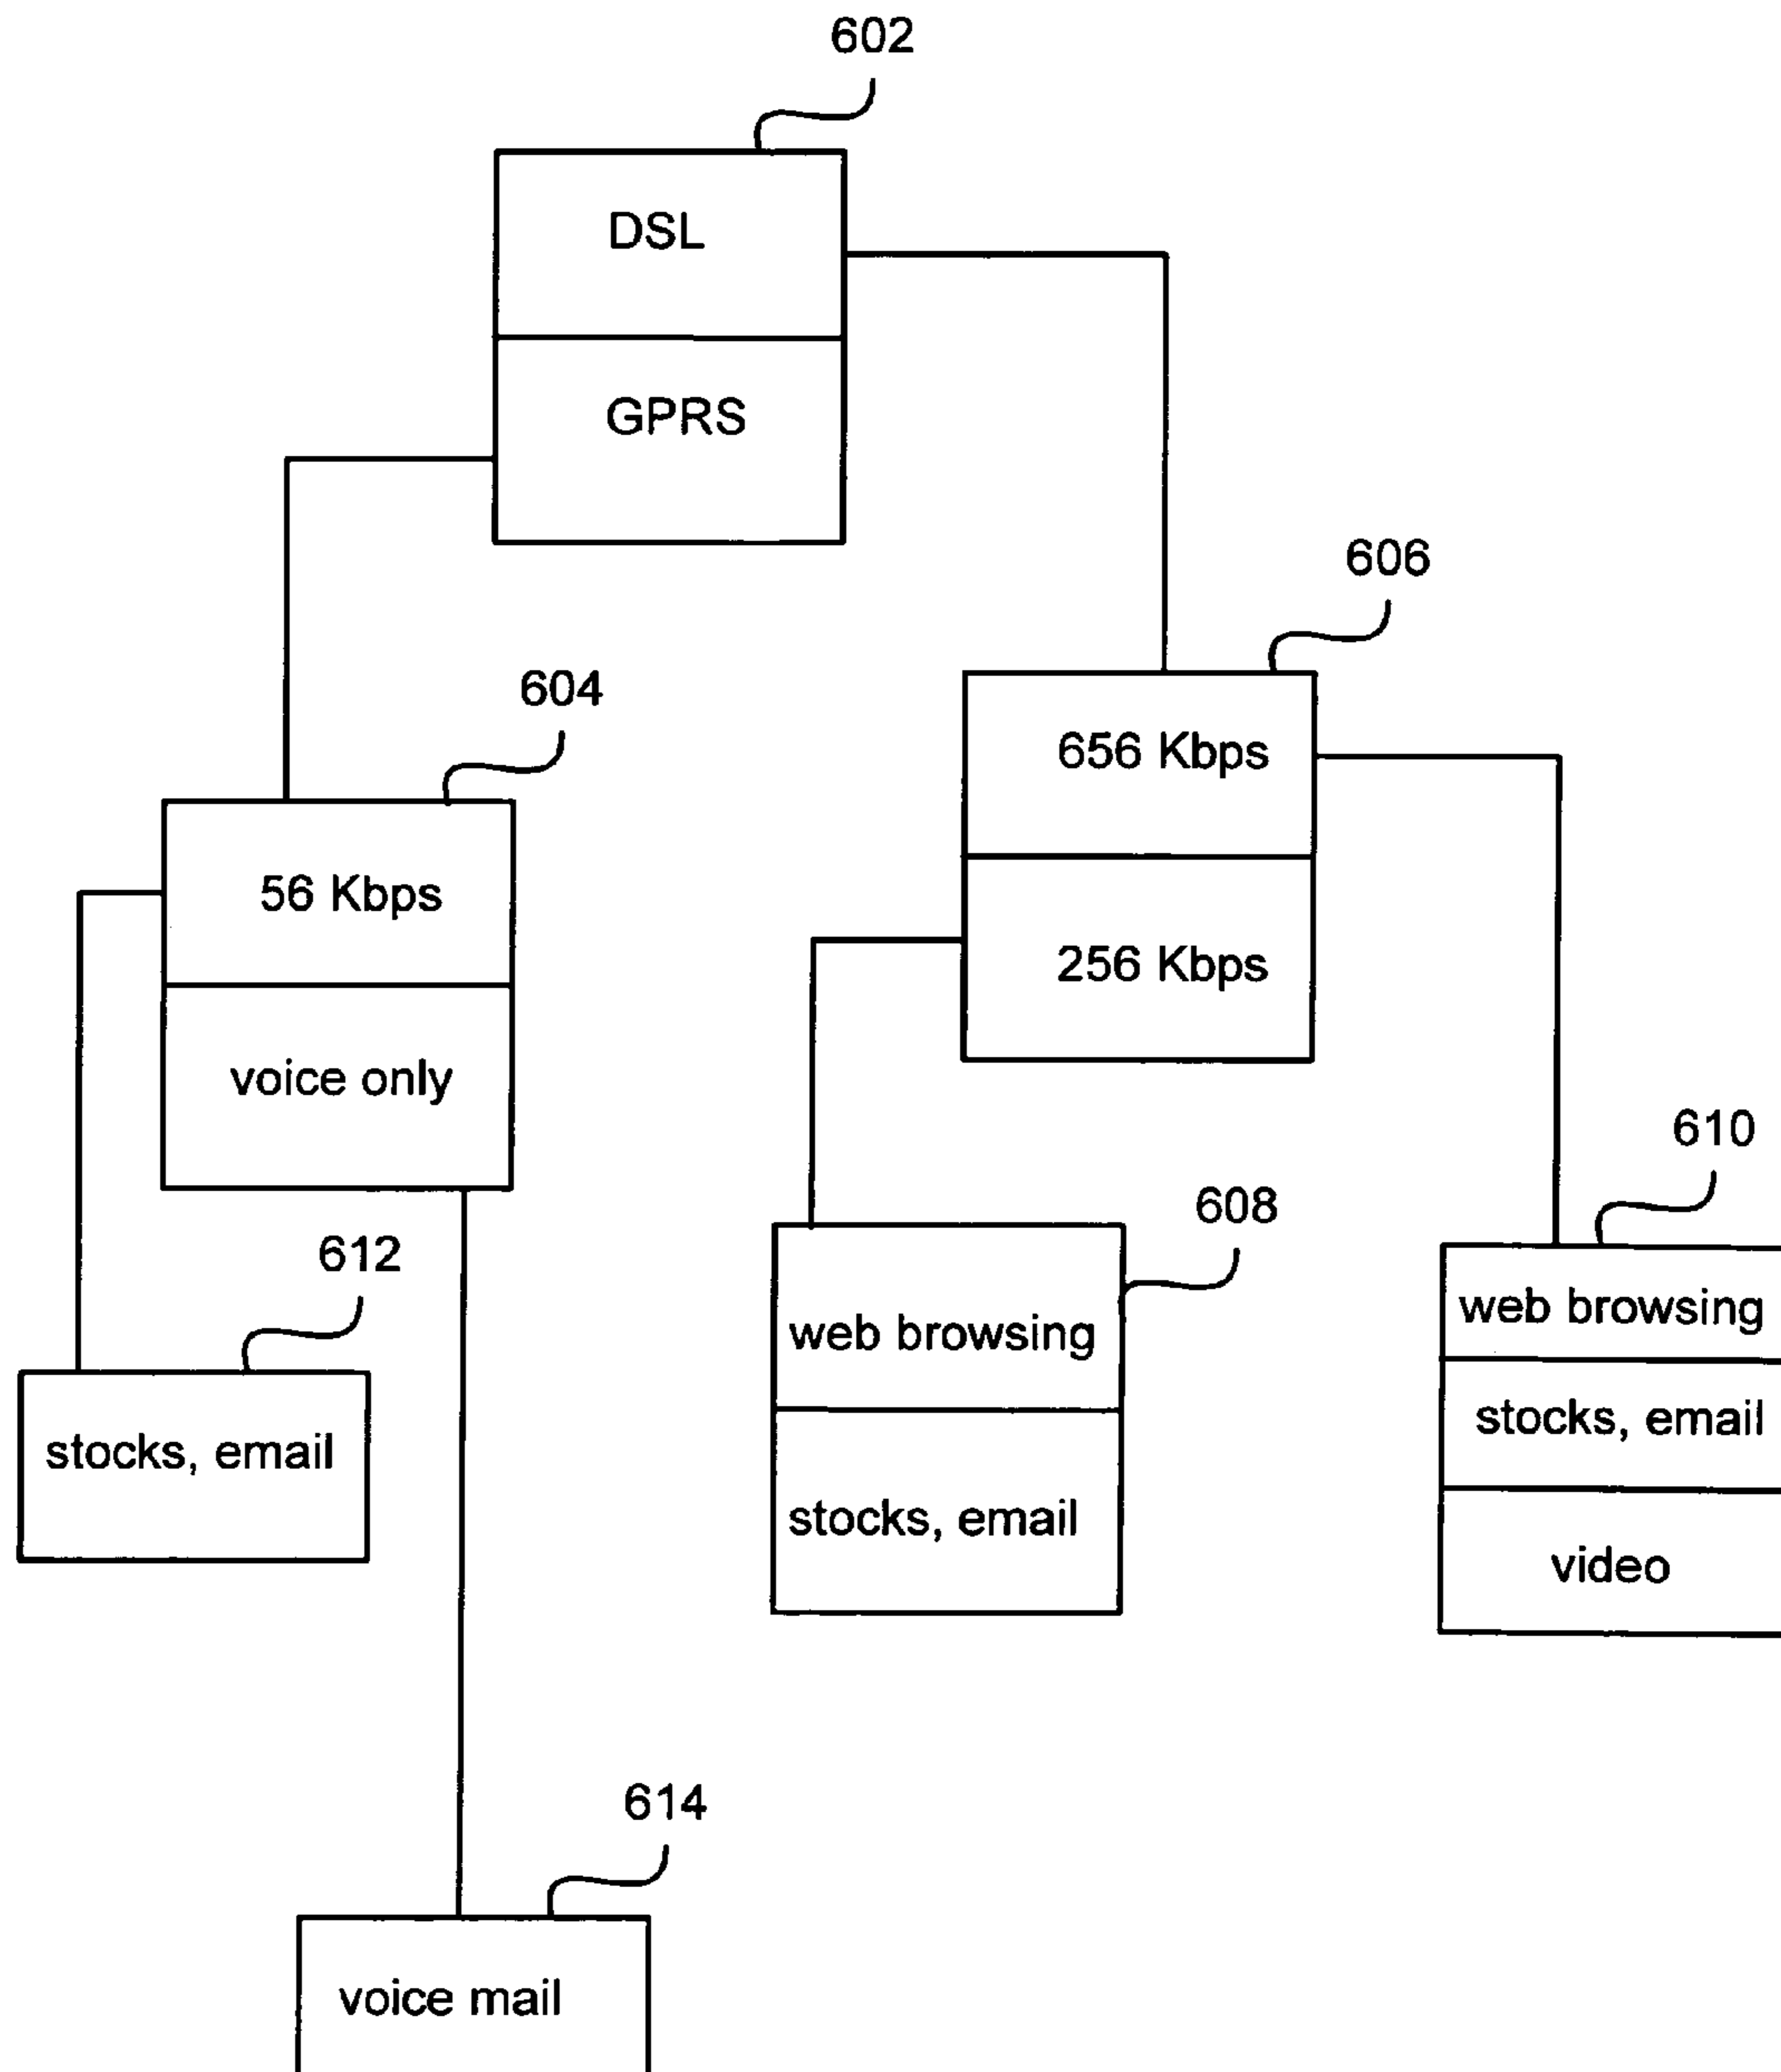 602
DSL
GPRS
606
604
656 Kbps
56 Kbps
256 Kbps
voice only
610
608
612
web browsing
web browsing
stocks, email
stocks, email
stocks, email
video
614
voice mail